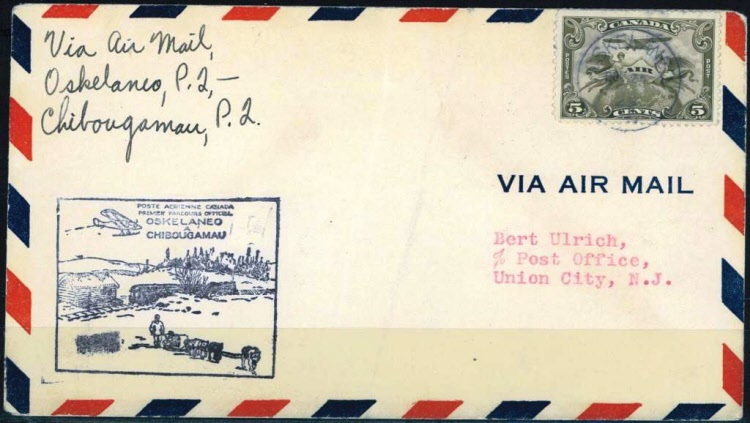 Via Air Mail,
Oskelaneo, P.Q,—
Chibougamau, P.Q.
CANADA
POSTES
AIR
POST
5 CENTS 5
VIA AIR MAIL
POSTE AERIENNE CANADA
PREMIER PARCOURS OFFICIEL
OSKELANEO
A
CHIBOUGAMAU
Bert Ulrich,
℅ Post Office,
Union City, N.J.